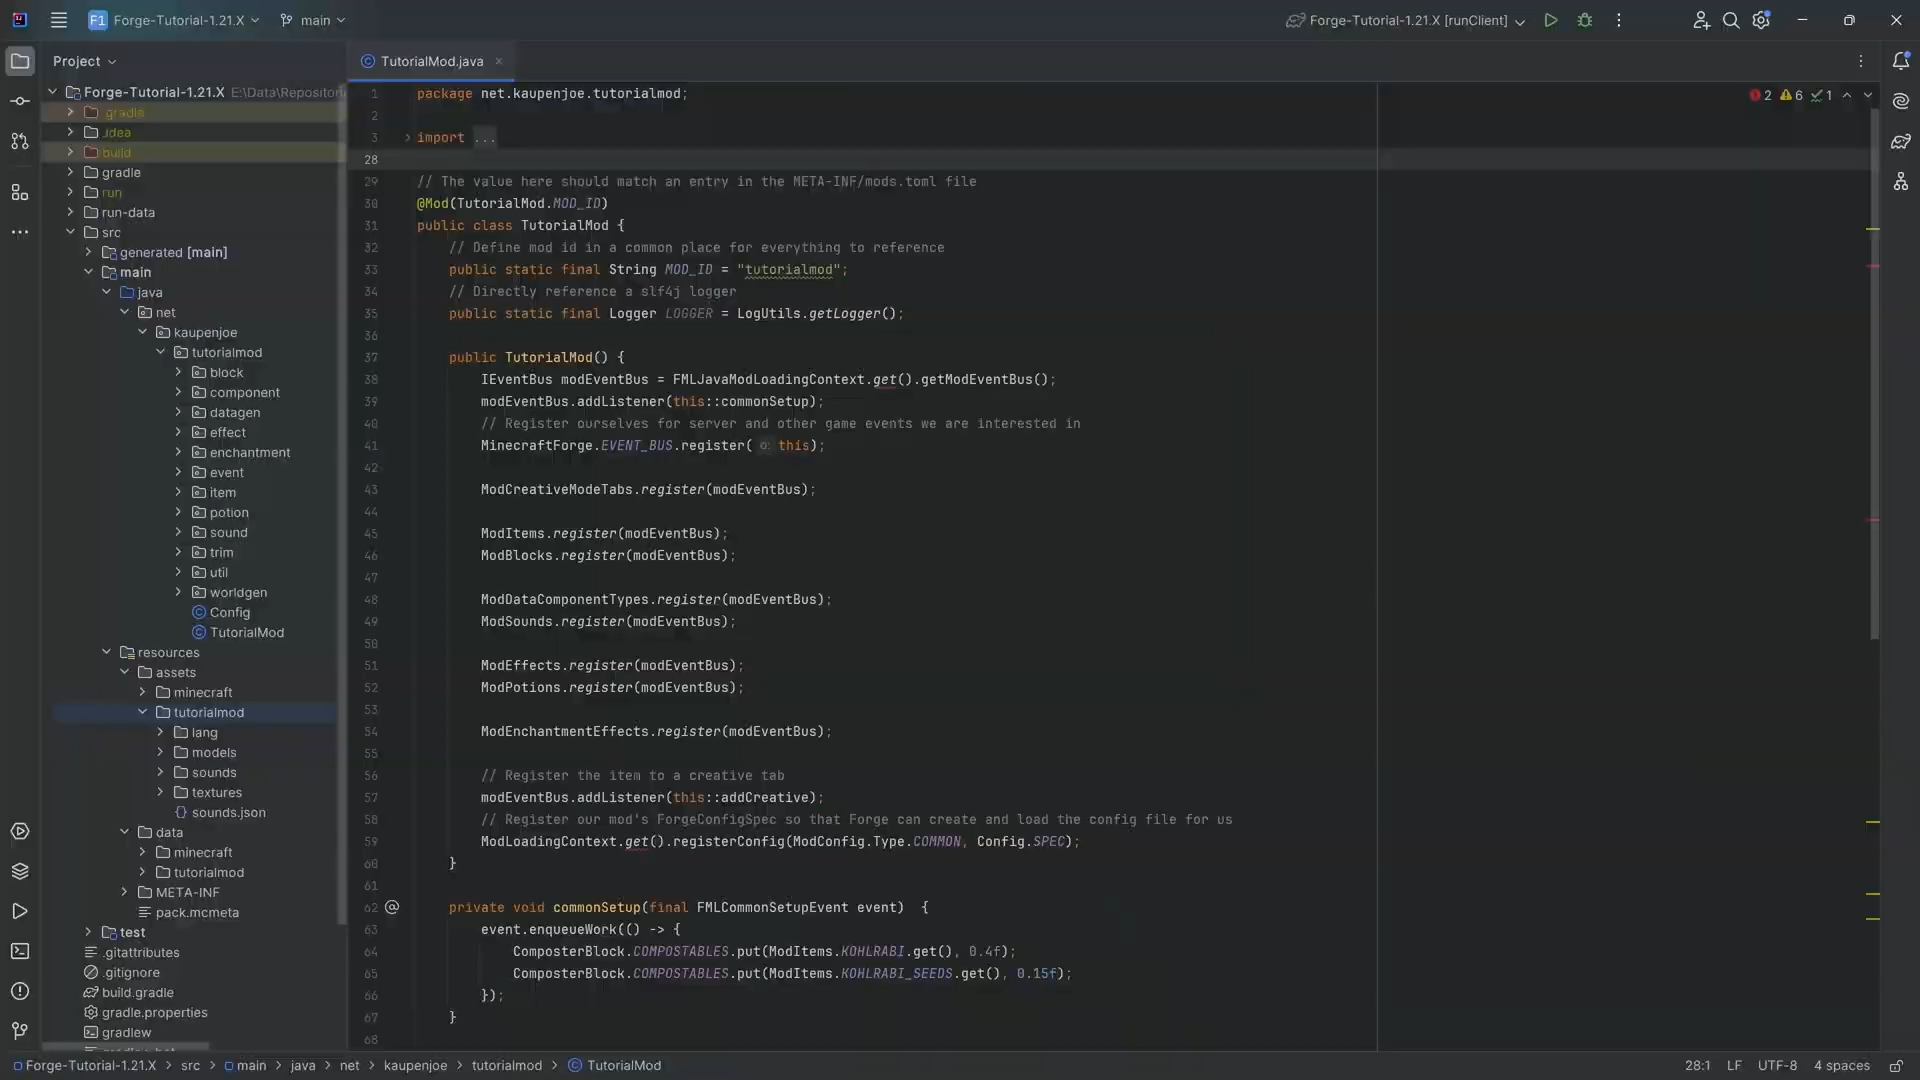 F1 Forge-Tutorial-1.21.X main
Forge-Tutorial-1.21.X [runClient]
Project
TutorialMod.java
Forge-Tutorial-1.21.X E:\Data\Repositori
.gradle
.idea
build
gradle
run
run-data
src
generated [main]
main
java
net
kaupenjoe
tutorialmod
block
component
datagen
effect
enchantment
event
item
potion
sound
trim
util
worldgen
Config
TutorialMod
resources
assets
minecraft
tutorialmod
lang
models
sounds
textures
sounds.json
data
minecraft
tutorialmod
META-INF
pack.mcmeta
test
.gitattributes
.gitignore
build.gradle
gradle.properties
gradlew
2 6 1
1 package net.kaupenjoe.tutorialmod;
2
3 import ...
28
29 // The value here should match an entry in the META-INF/mods.toml file
30 @Mod(TutorialMod.MOD_ID)
31 public class TutorialMod {
32 // Define mod id in a common place for everything to reference
33 public static final String MOD_ID = "tutorialmod";
34 // Directly reference a slf4j logger
35 public static final Logger LOGGER = LogUtils.getLogger();
36
37 public TutorialMod() {
38 IEventBus modEventBus = FMLJavaModLoadingContext.get().getModEventBus();
39 modEventBus.addListener(this::commonSetup);
40 // Register ourselves for server and other game events we are interested in
41 MinecraftForge.EVENT_BUS.register( o: this);
42
43 ModCreativeModeTabs.register(modEventBus);
44
45 ModItems.register(modEventBus);
46 ModBlocks.register(modEventBus);
47
48 ModDataComponentTypes.register(modEventBus);
49 ModSounds.register(modEventBus);
50
51 ModEffects.register(modEventBus);
52 ModPotions.register(modEventBus);
53
54 ModEnchantmentEffects.register(modEventBus);
55
56 // Register the item to a creative tab
57 modEventBus.addListener(this::addCreative);
58 // Register our mod's ForgeConfigSpec so that Forge can create and load the config file for us
59 ModLoadingContext.get().registerConfig(ModConfig.Type.COMMON, Config.SPEC);
60 }
61
62 private void commonSetup(final FMLCommonSetupEvent event) {
63 event.enqueueWork(() -> {
64 ComposterBlock.COMPOSTABLES.put(ModItems.KOHLRABI.get(), 0.4f);
65 ComposterBlock.COMPOSTABLES.put(ModItems.KOHLRABI_SEEDS.get(), 0.15f);
66 });
67 }
68
Forge-Tutorial-1.21.X > src > main > java > net > kaupenjoe > tutorialmod > TutorialMod
28:1 LF UTF-8 4 spaces